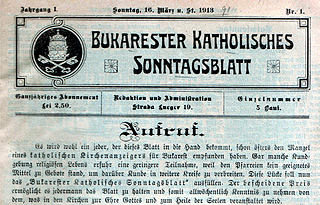 Jahrgang I.
Sonntag, 16. März n. St. 1913
Nr. 1.
BUKARESTER KATHOLISCHES
SONNTAGSBLATT
Ganzjähriges Abonnement
Lei 2.50.
Redaktion und Administration
Strada Lueger 19.
Einzelnummer
5 Bani.
Aufruf.
Es wird wohl ein jeder, der dieses Blatt in die Hand bekommt, schon öfters den Mangel
eines katholischen Kirchenanzeigers für Bukarest empfunden haben. Gar manche Kund-
gebung religiösen Lebens erfuhr eine geringe Teilnahme, weil den Pfarreien kein geeignetes
Mittel zu Gebote stand, um darüber Kunde in weitere Kreise zu verbreiten. Diese Lücke soll nun
das „Bukarester Katholisches Sonntagsblatt" ausfüllen. Der bescheidene Preis
ermöglicht es jedermann das Blatt zu halten und somit allwöchentlich Kenntnis zu nehmen von
dem, was in den Kirchen zur Ehre Gottes und zum Heile der Seelen veranstaltet wird.